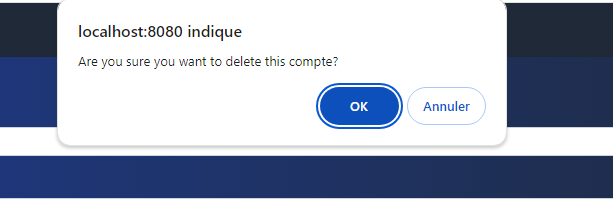 localhost:8080 indique
Are you sure you want to delete this compte?
OK
Annuler